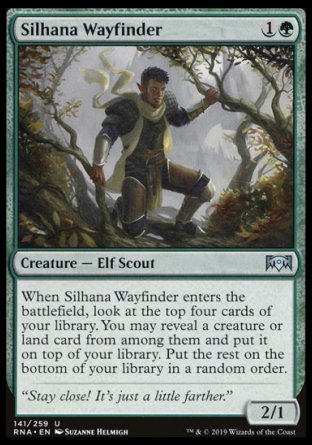 Silhana Wayfinder 1
Creature — Elf Scout
When Silhana Wayfinder enters the
battlefield, look at the top four cards of
your library. You may reveal a creature or
land card from among them and put it
on top of your library. Put the rest on the
bottom of your library in a random order.
“Stay close! It’s just a little farther.”
2/1
141/259 U
RNA • EN SUZANNE HELMIGH
™ & © 2019 Wizards of the Coast